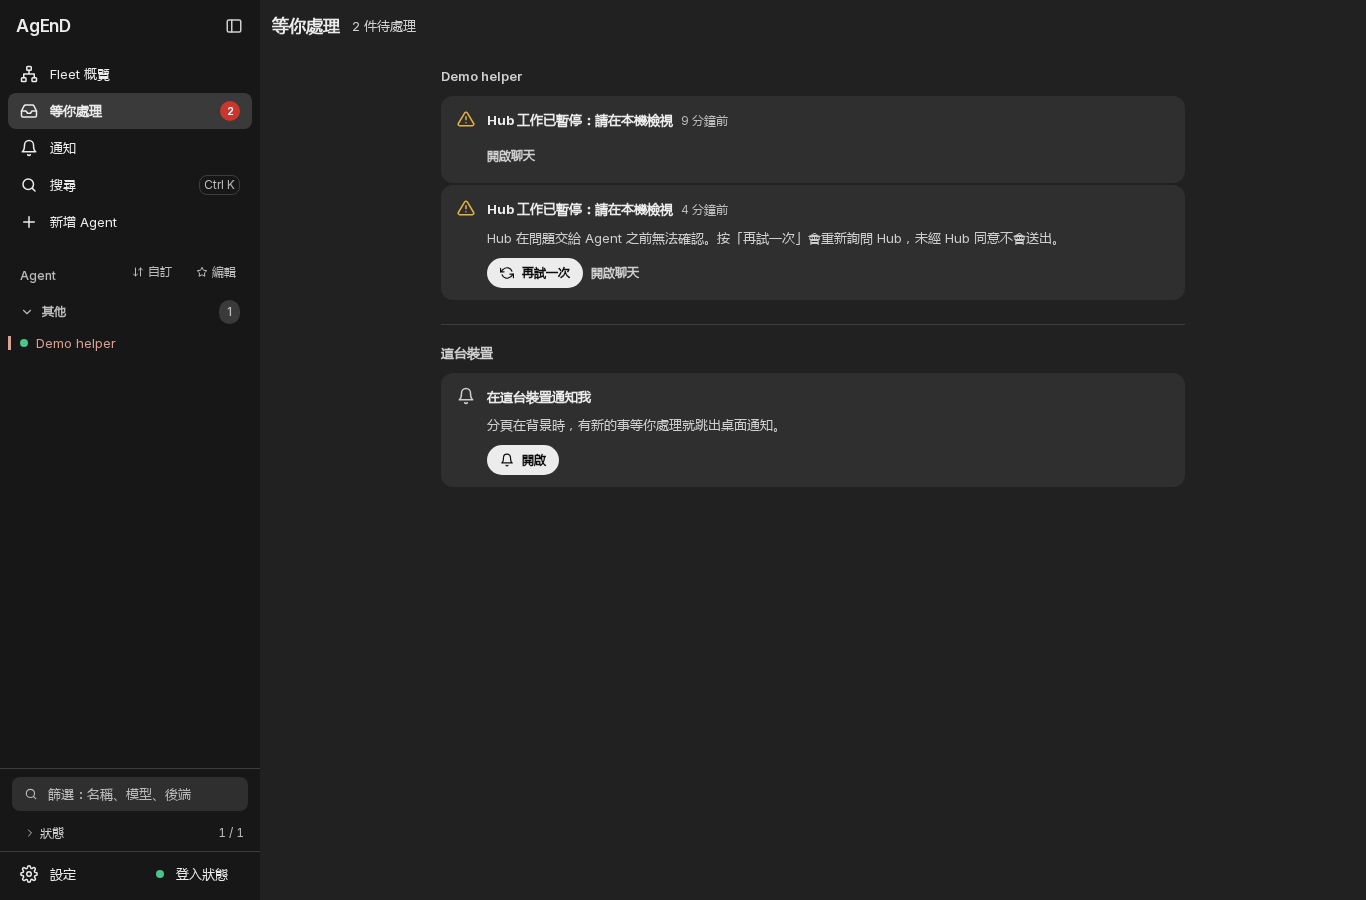 AgEnD
Fleet 概覽
等你處理 2
通知
搜尋 Ctrl K
新增 Agent
Agent 自訂 編輯
其他 1
Demo helper
篩選：名稱、模型、後端
狀態 1 / 1
設定 登入狀態
等你處理 2 件待處理
Demo helper
Hub 工作已暫停：請在本機檢視 9 分鐘前
開啟聊天
Hub 工作已暫停：請在本機檢視 4 分鐘前
Hub 在問題交給 Agent 之前無法確認。按「再試一次」會重新詢問 Hub，未經 Hub 同意不會送出。
再試一次 開啟聊天
這台裝置
在這台裝置通知我
分頁在背景時，有新的事等你處理就跳出桌面通知。
開啟